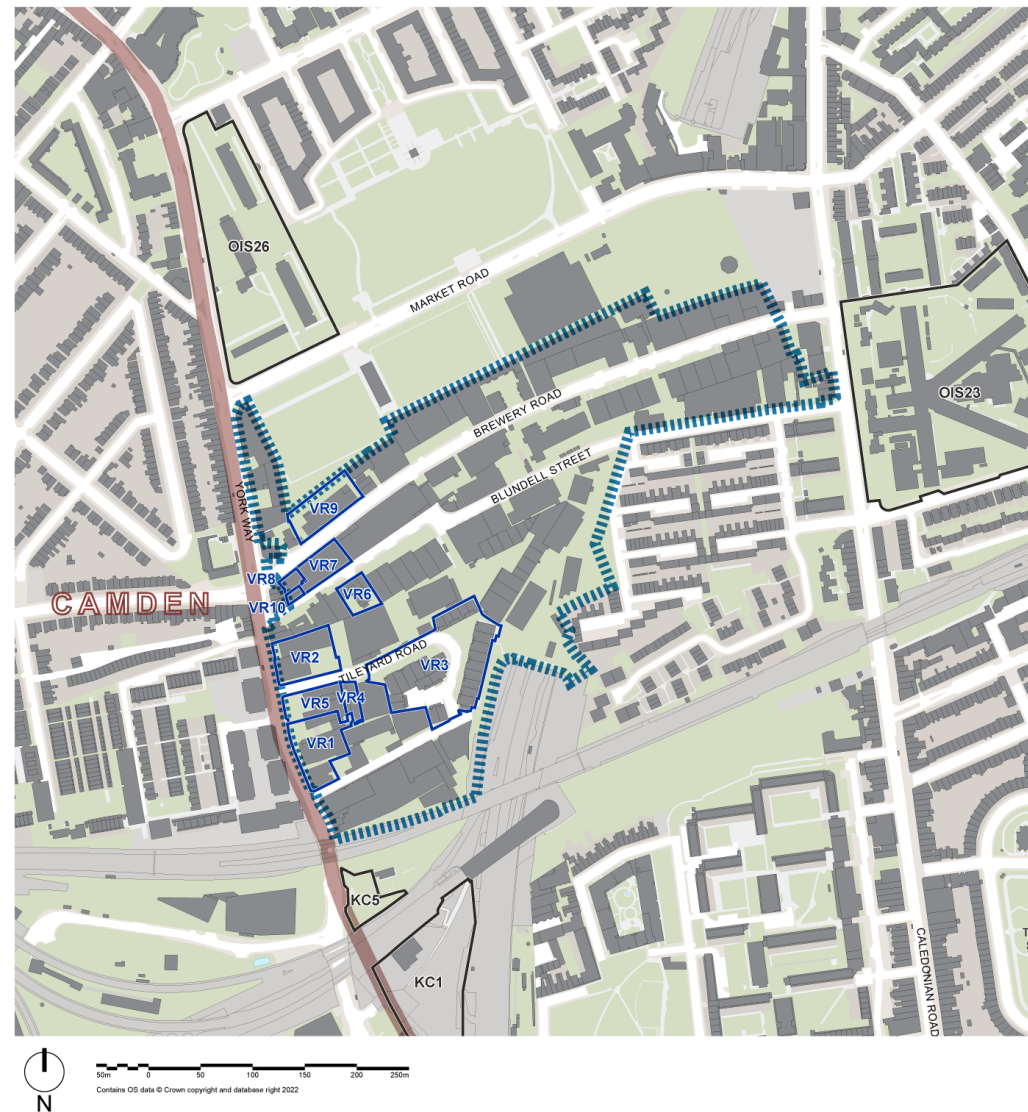 OIS26
MARKET ROAD
OIS23
BREWERY ROAD
YORK WAY
BLUNDELL STREET
VR9
VR8
VR7
VR10
VR6
CAMDEN
VR2
TILEYARD ROAD
VR3
VR5
VR4
VR1
KC5
KC1
CALEDONIAN ROAD
N
50m 0 50 100 150 200 250m
Contains OS data © Crown copyright and database right 2022